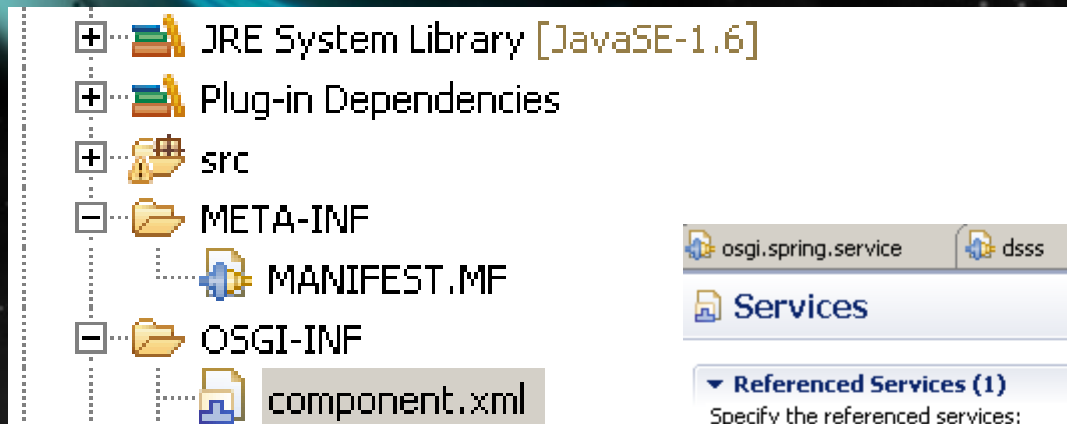 JRE System Library [JavaSE-1.6]
Plug-in Dependencies
src
META-INF
MANIFEST.MF
OSGI-INF
component.xml
osgi.spring.service
dsss
Services
Referenced Services (1)
Specify the referenced services: